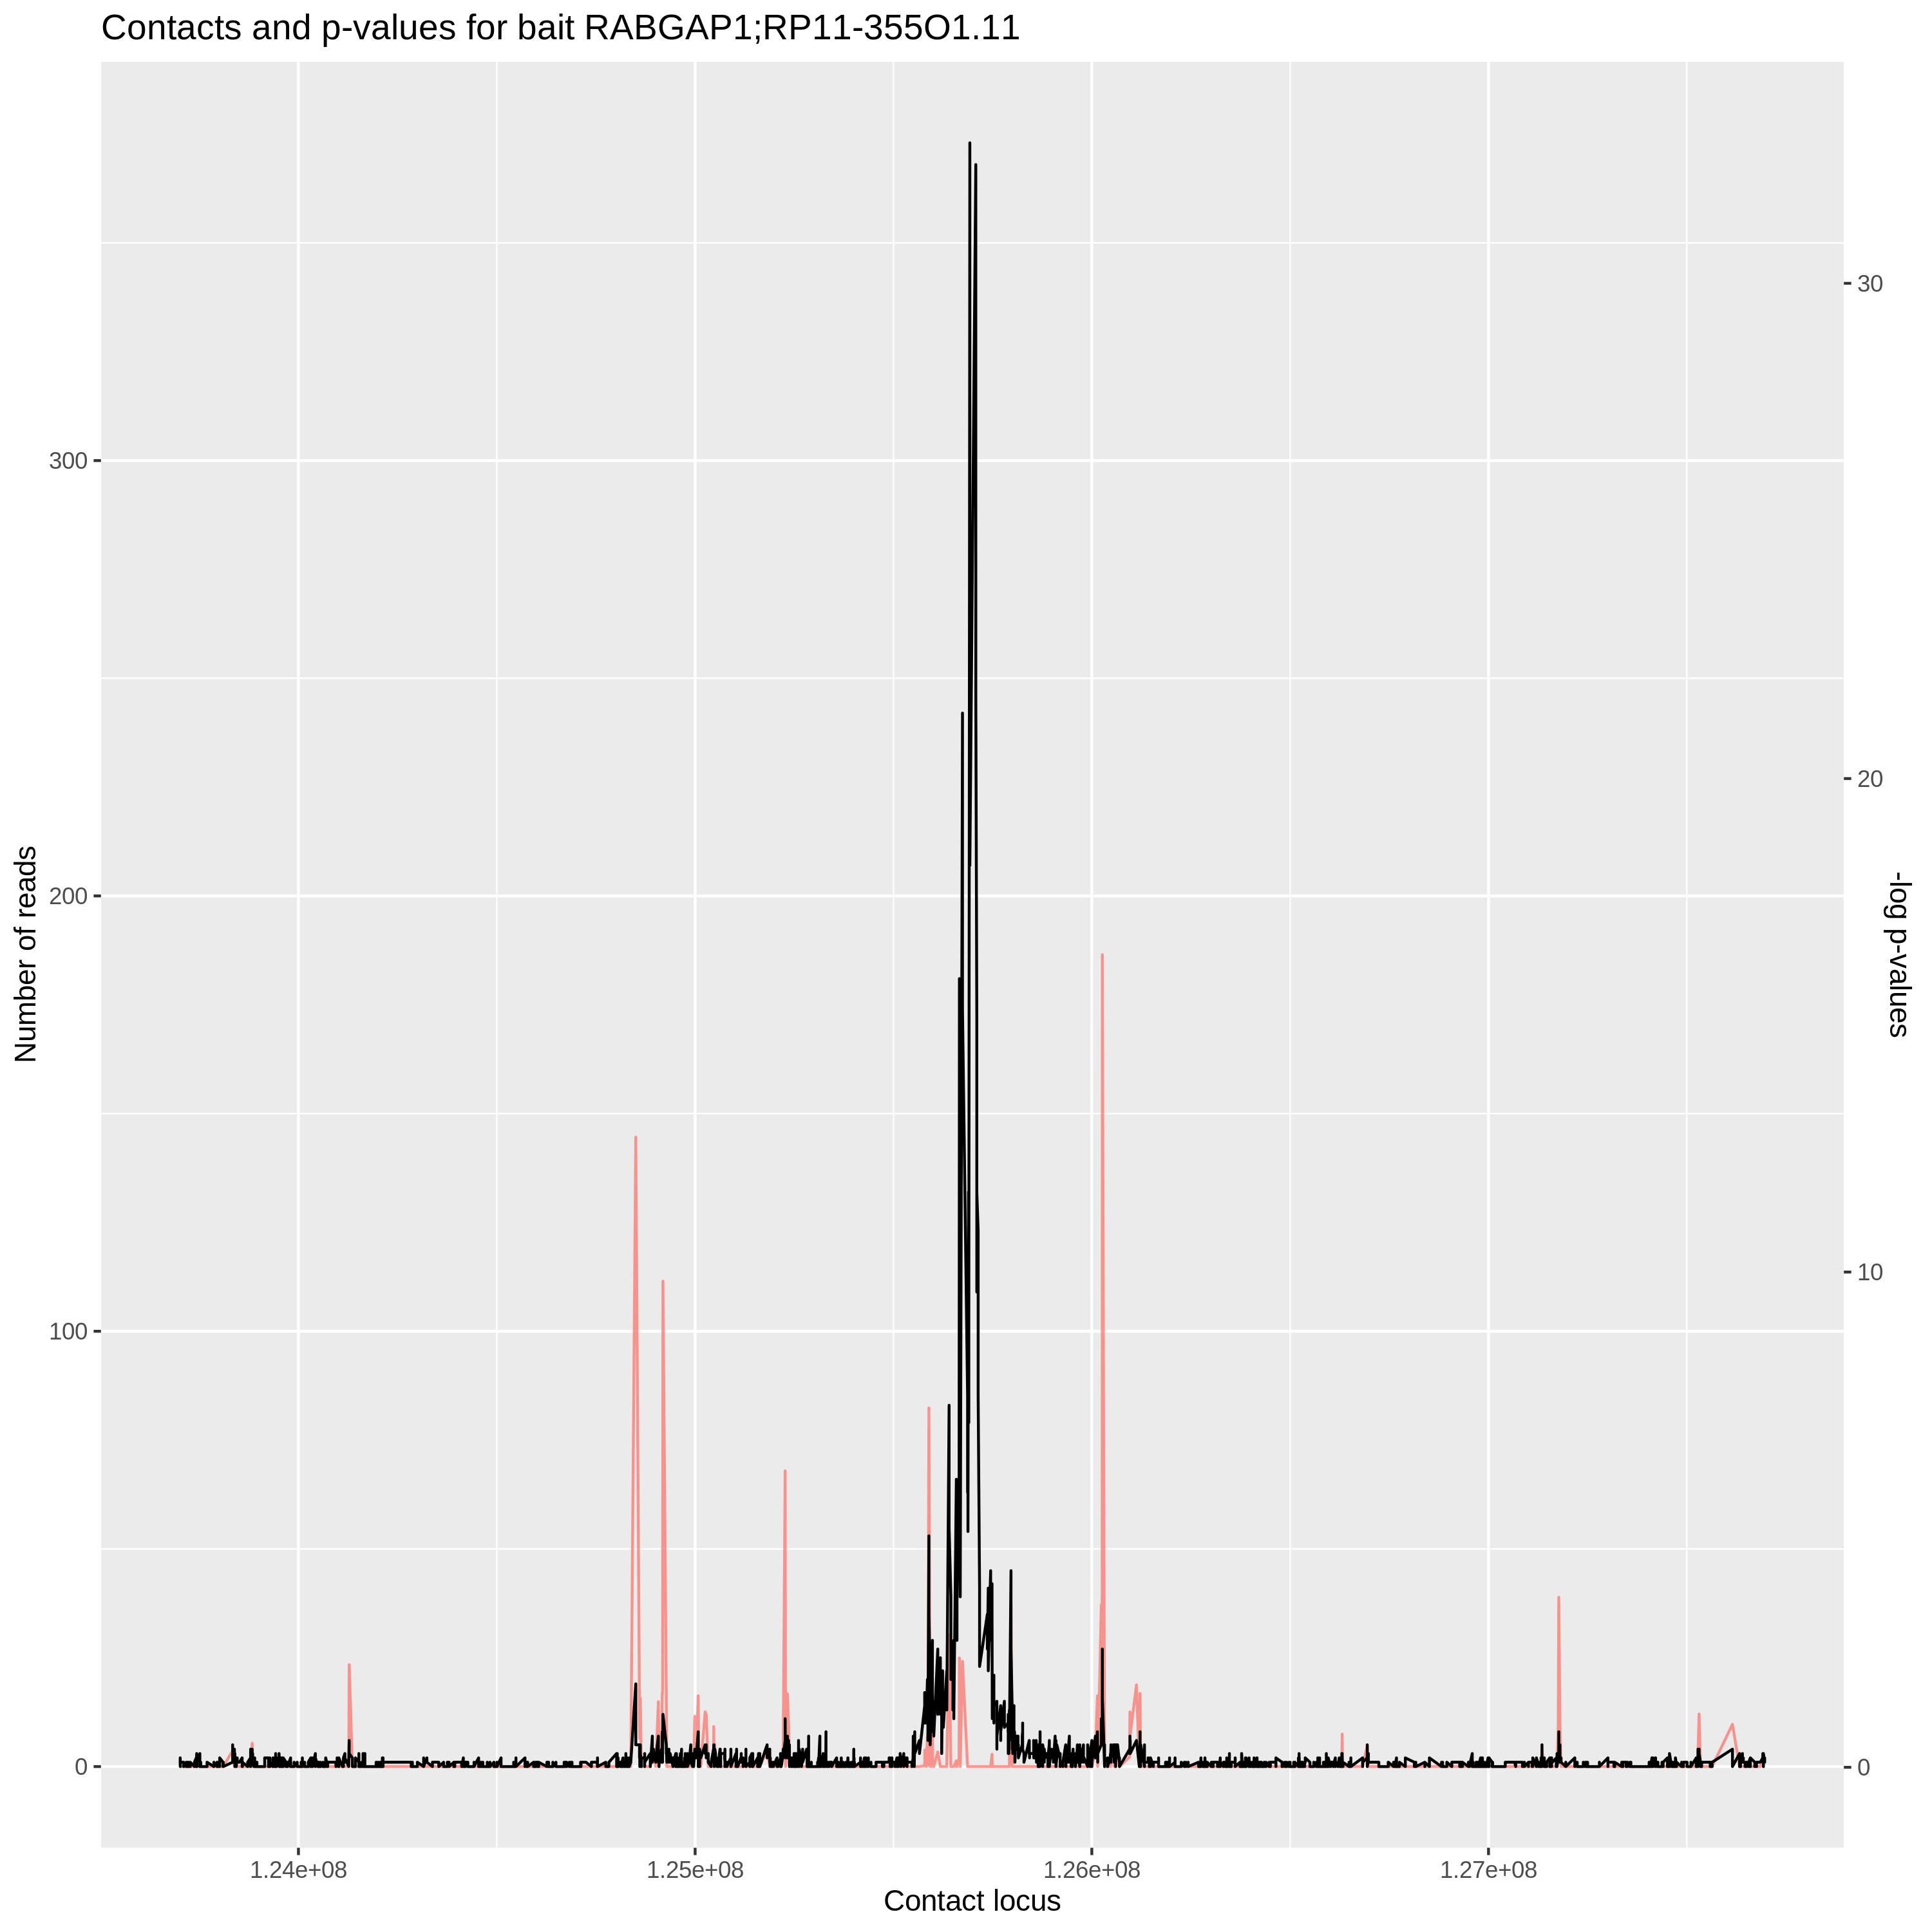 Contacts and p-values for bait RABGAP1;RP11-355O1.11
Number of reads
300
200
100
0
30
20
10
0
-log p-values
1.24e+08 1.25e+08 1.26e+08 1.27e+08
Contact locus